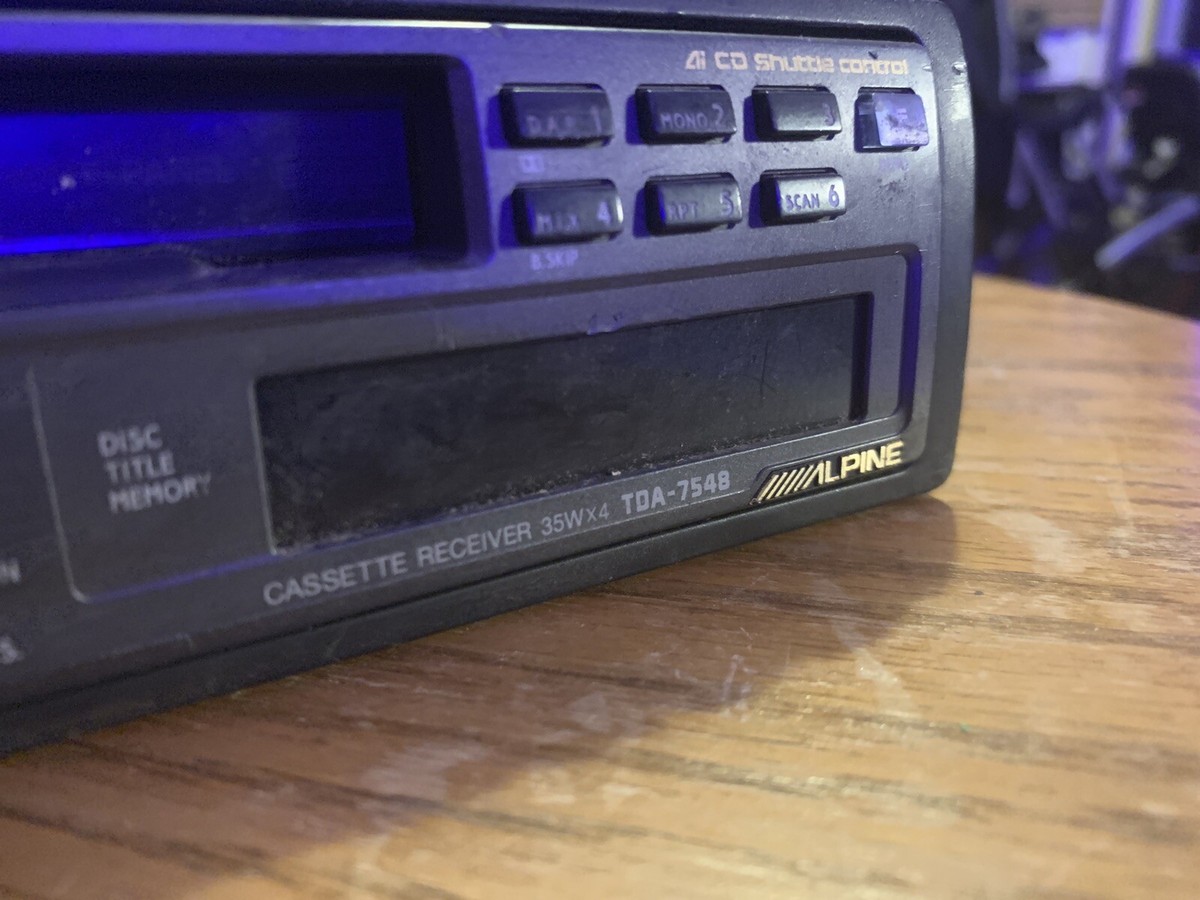 Ai CD Shuttle control
D.A.P. 1
MONO 2
3
B.SKIP
M.I.X 4
RPT 5
SCAN 6
DISC
TITLE
MEMORY
CASSETTE RECEIVER 35W×4 TDA-7548
ALPINE